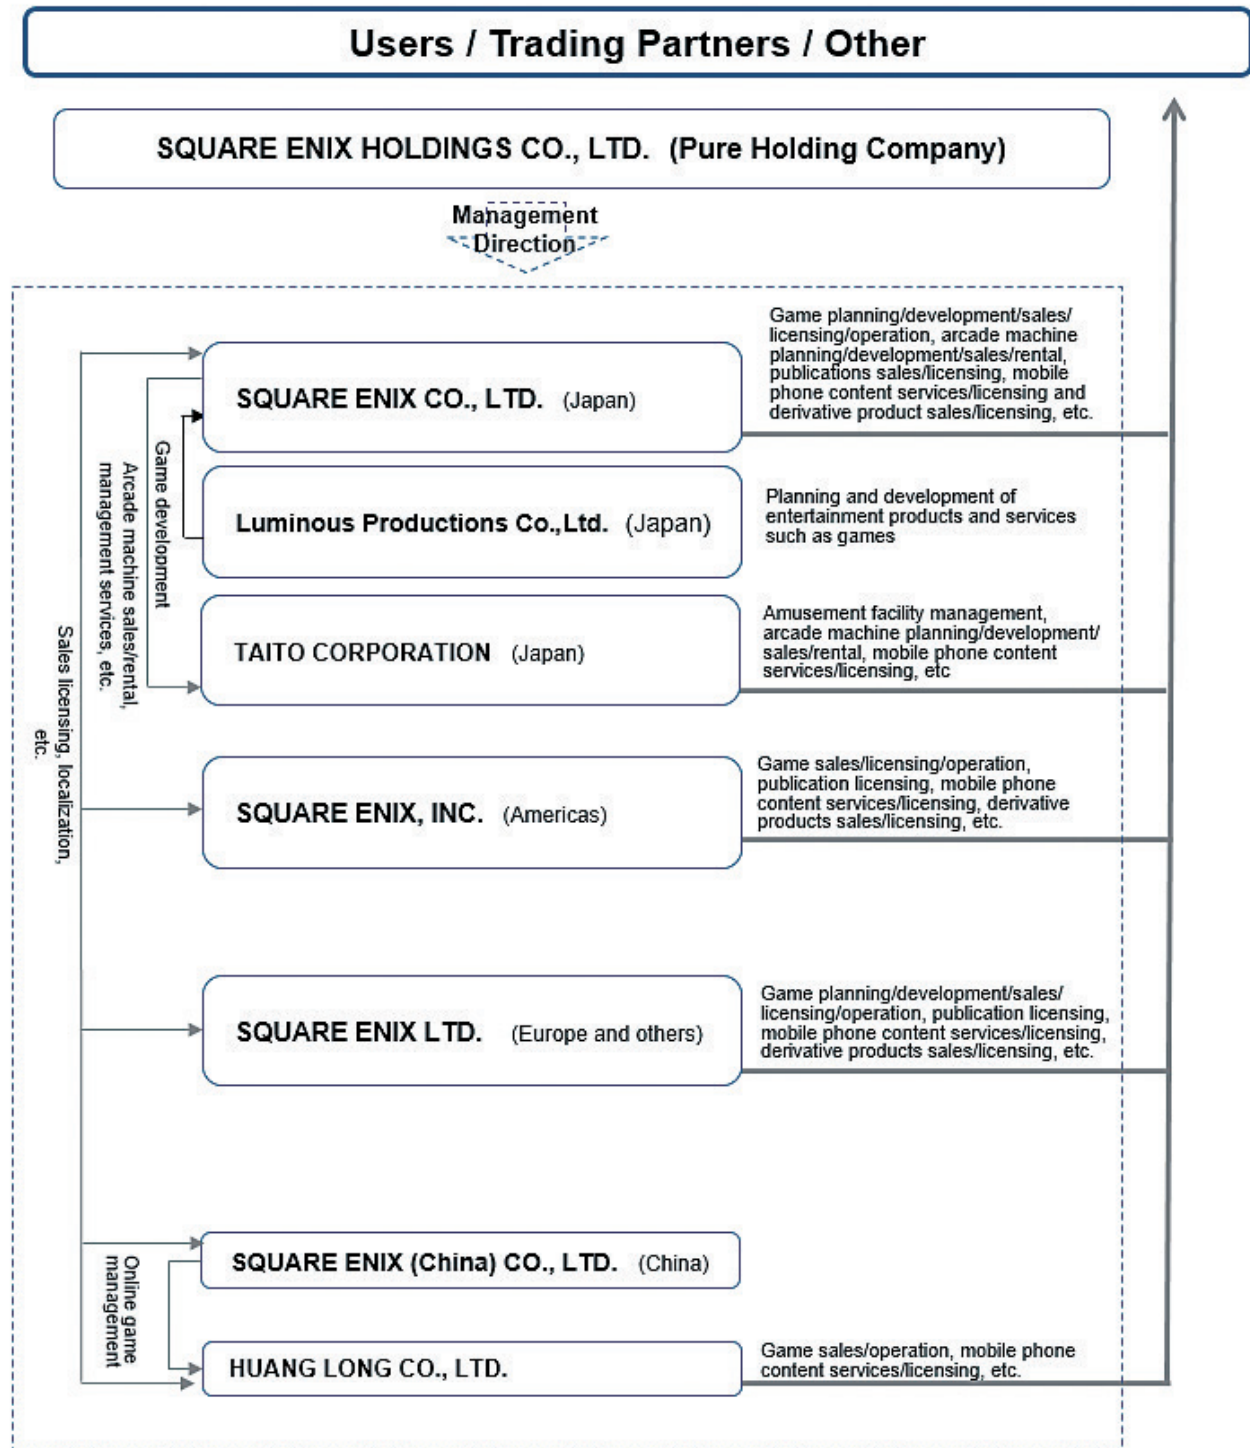 Users / Trading Partners / Other
SQUARE ENIX HOLDINGS CO., LTD. (Pure Holding Company)
Management
Direction
Game planning/development/sales/
licensing/operation, arcade machine
planning/development/sales/rental,
publications sales/licensing, mobile
phone content services/licensing and
derivative product sales/licensing, etc.
SQUARE ENIX CO., LTD. (Japan)
Game development
Arcade machine sales/rental,
management services, etc.
Luminous Productions Co.,Ltd. (Japan)
Planning and development of
entertainment products and services
such as games
TAITO CORPORATION (Japan)
Amusement facility management,
arcade machine planning/development/
sales/rental, mobile phone content
services/licensing, etc
Sales licensing, localization,
etc.
SQUARE ENIX, INC. (Americas)
Game sales/licensing/operation,
publication licensing, mobile phone
content services/licensing, derivative
products sales/licensing, etc.
SQUARE ENIX LTD. (Europe and others)
Game planning/development/sales/
licensing/operation, publication licensing,
mobile phone content services/licensing,
derivative products sales/licensing, etc.
SQUARE ENIX (China) CO., LTD. (China)
Online game
management
HUANG LONG CO., LTD.
Game sales/operation, mobile phone
content services/licensing, etc.